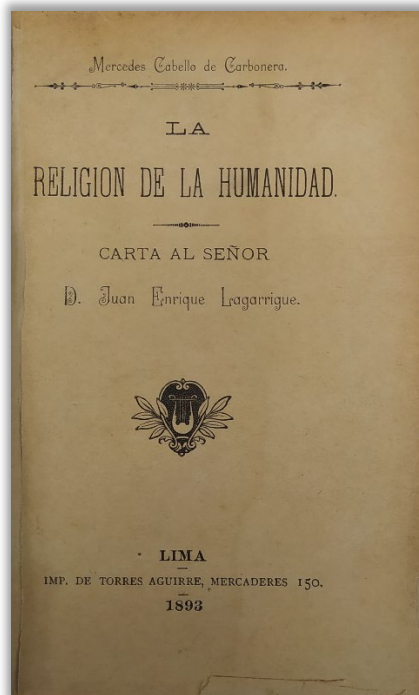 Mercedes Cabello de Carbonera.
LA
RELIGION DE LA HUMANIDAD.
CARTA AL SEÑOR
D. Juan Enrique Lagarrigue.
LIMA
IMP. DE TORRES AGUIRRE, MERCADERES 150.
1893